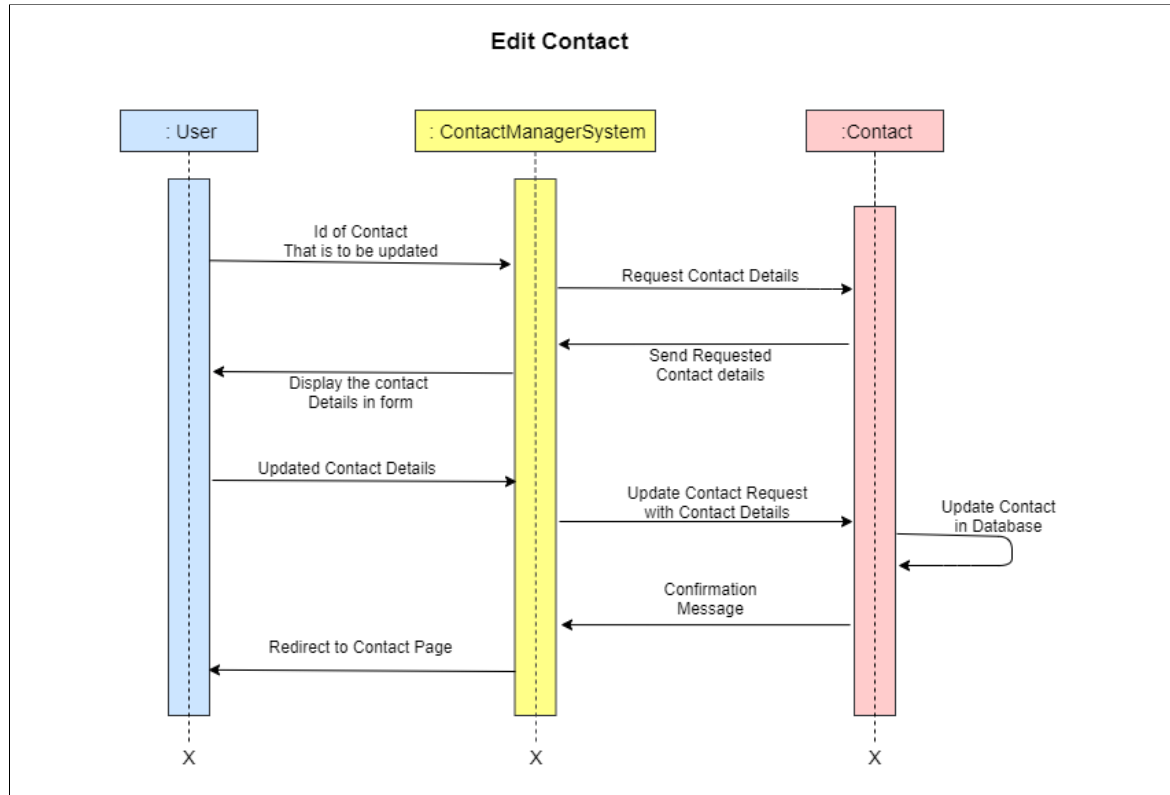 Edit Contact
: User
: ContactManagerSystem
:Contact
Id of Contact
That is to be updated
Request Contact Details
Send Requested
Contact details
Display the contact
Details in form
Updated Contact Details
Update Contact Request
with Contact Details
Update Contact
in Database
Confirmation
Message
Redirect to Contact Page
X
X
X